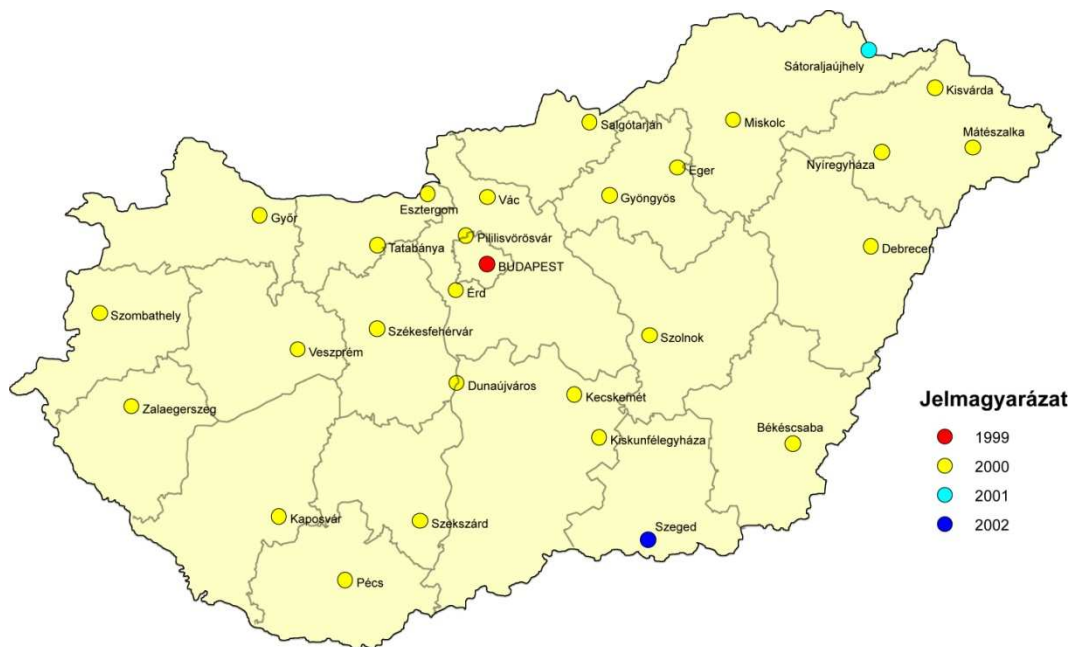 Sátoraljaújhely
Kisvárda
Salgótarján
Miskolc
Mátészalka
Nyíregyháza
Eger
Esztergom
Vác
Gyöngyös
Győr
Pililisvörösvár
Tatabánya
Debrecen
BUDAPEST
Érd
Szombathely
Székesfehérvár
Szolnok
Veszprém
Dunaújváros
Kecskemét
Zalaegerszeg
Békéscsaba
Kiskunfélegyháza
Kaposvár
Szekszárd
Szeged
Pécs
Jelmagyarázat
1999
2000
2001
2002